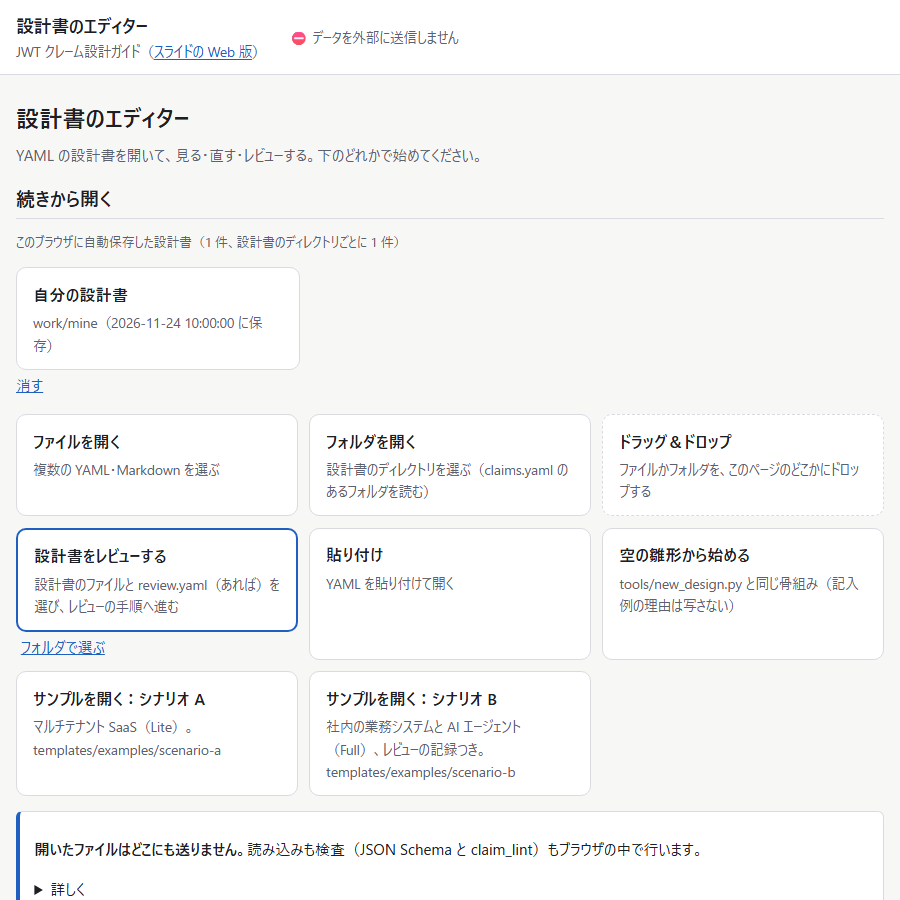 設計書のエディター
JWT クレーム設計ガイド（スライドの Web 版）
データを外部に送信しません
設計書のエディター
YAML の設計書を開いて、見る・直す・レビューする。下のどれかで始めてください。
続きから開く
このブラウザに自動保存した設計書（1 件、設計書のディレクトリごとに 1 件）
自分の設計書
work/mine（2026-11-24 10:00:00 に保
存）
消す
ファイルを開く
複数の YAML・Markdown を選ぶ
フォルダを開く
設計書のディレクトリを選ぶ（claims.yaml の
あるフォルダを読む）
ドラッグ＆ドロップ
ファイルかフォルダを、このページのどこかにドロッ
プする
設計書をレビューする
設計書のファイルと review.yaml（あれば）を
選び、レビューの手順へ進む
フォルダで選ぶ
貼り付け
YAML を貼り付けて開く
空の雛形から始める
tools/new_design.py と同じ骨組み（記入
例の理由は写さない）
サンプルを開く：シナリオ A
マルチテナント SaaS（Lite）。
templates/examples/scenario-a
サンプルを開く：シナリオ B
社内の業務システムと AI エージェント
（Full）、レビューの記録つき。
templates/examples/scenario-b
開いたファイルはどこにも送りません。読み込みも検査（JSON Schema と claim_lint）もブラウザの中で行います。
▶ 詳しく